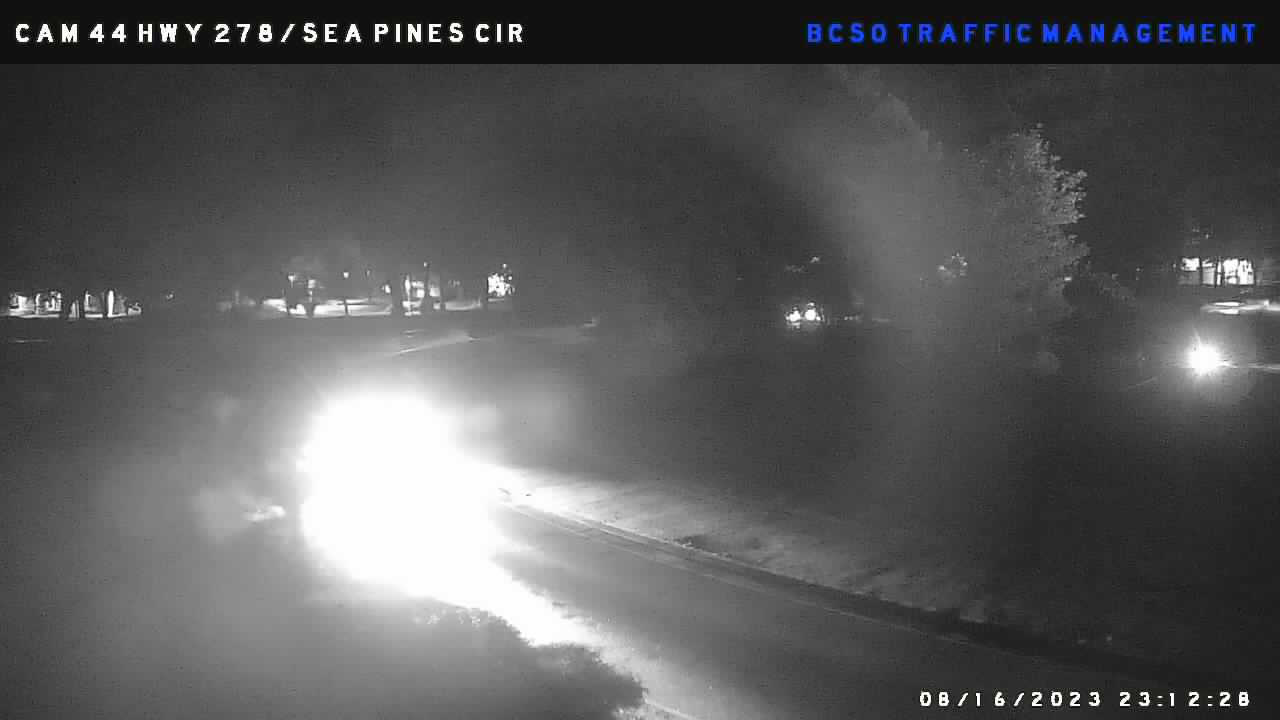 CAM 44 HWY 278/SEA PINES CIR
BCSO TRAFFIC MANAGEMENT
08/16/2023 23:12:28